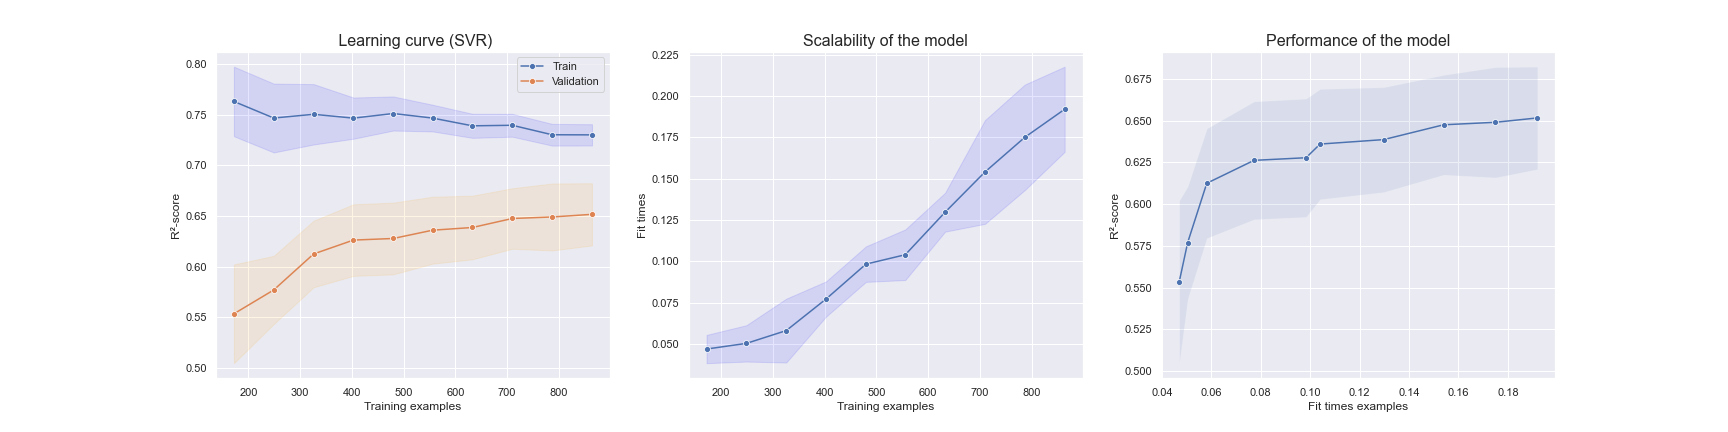 Learning curve (SVR)
Train
Validation
0.80
0.75
0.70
0.65
0.60
0.55
0.50
R²-score
200 300 400 500 600 700 800
Training examples
Scalability of the model
0.225
0.200
0.175
0.150
0.125
0.100
0.075
0.050
Fit times
200 300 400 500 600 700 800
Training examples
Performance of the model
0.675
0.650
0.625
0.600
0.575
0.550
0.525
0.500
R²-score
0.04 0.06 0.08 0.10 0.12 0.14 0.16 0.18
Fit times examples